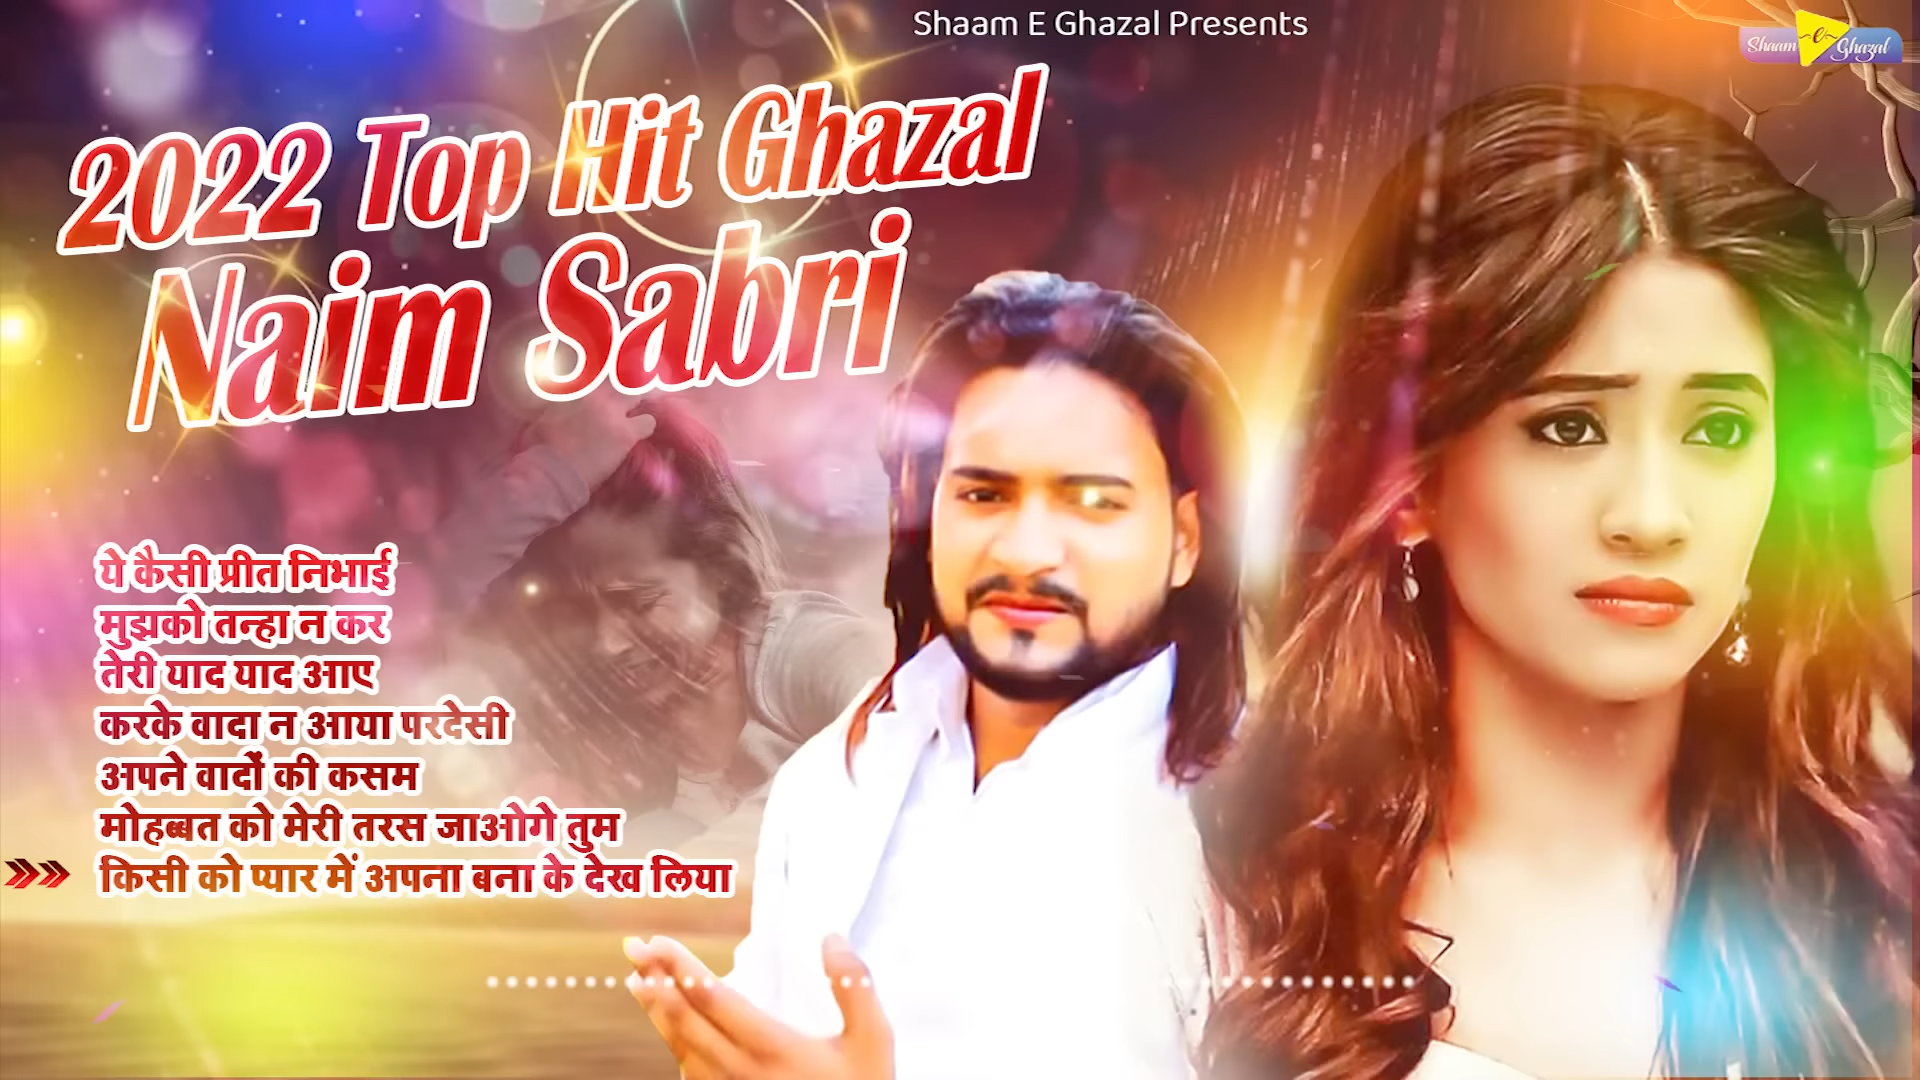 Shaam E Ghazal Presents
Shaam e Ghazal
2022 Top Hit Ghazal
Naim Sabri
ये कैसी प्रीत निभाई
मुझको तन्हा न कर
तेरी याद याद आए
करके वादा न आया परदेसी
अपने वादों की कसम
मोहब्बत को मेरी तरस जाओगे तुम
किसी को प्यार में अपना बना के देख लिया